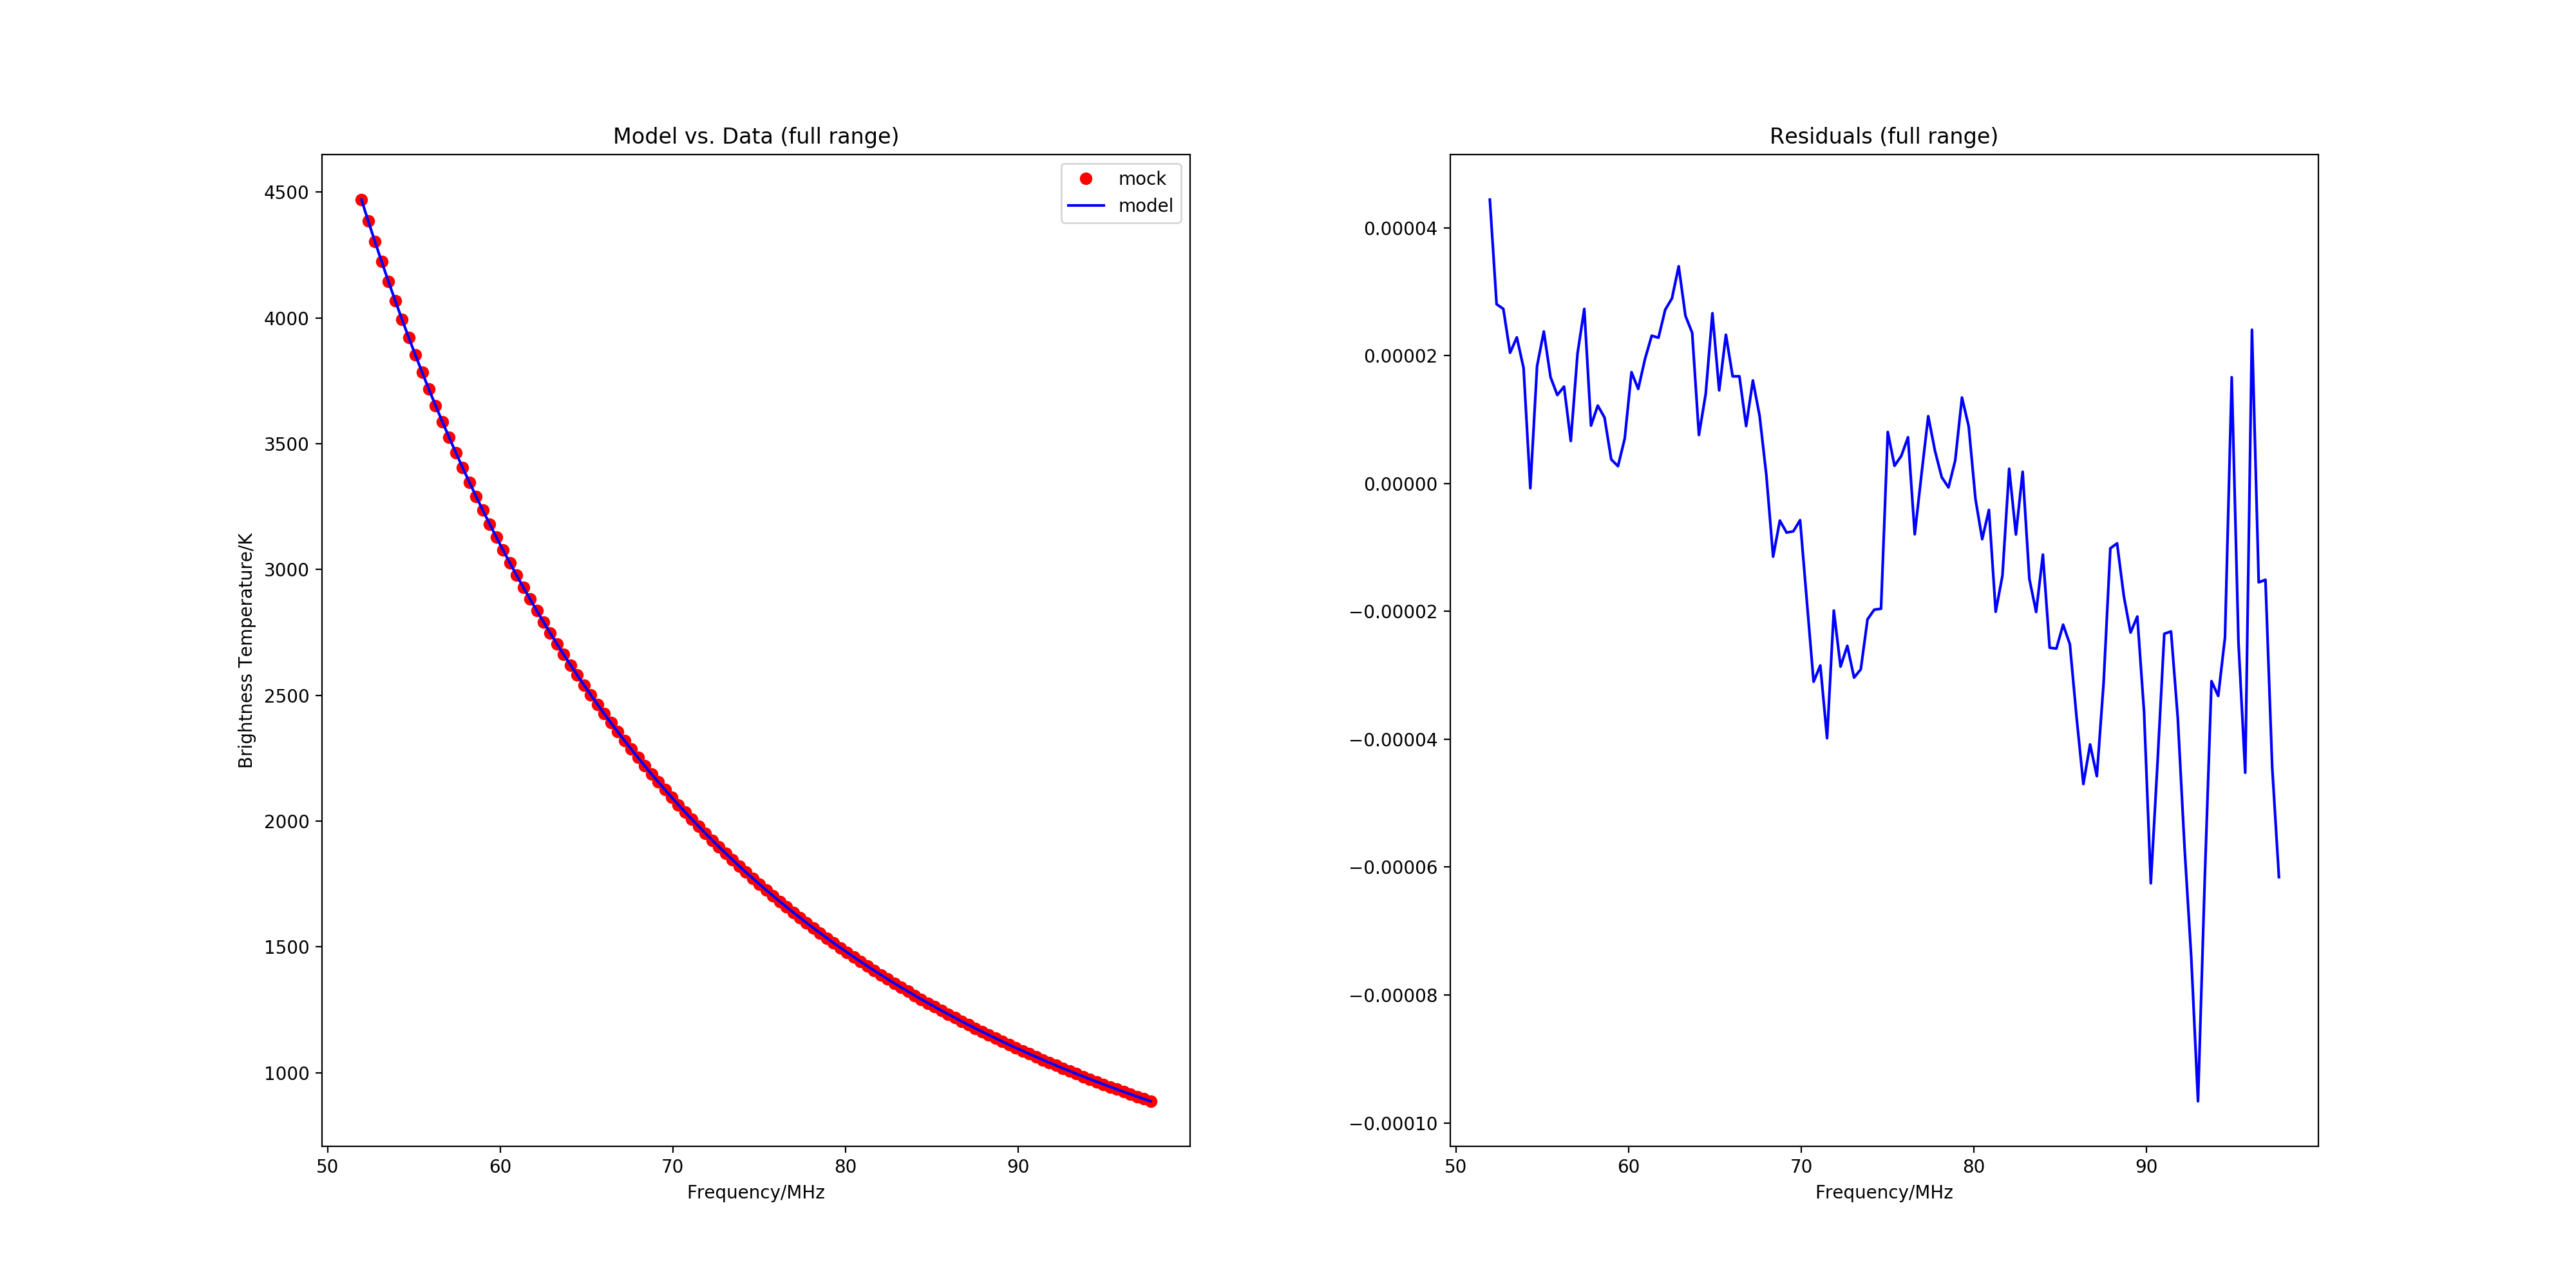 Model vs. Data (full range)
mock
model
4500
4000
3500
3000
2500
2000
1500
1000
Brightness Temperature/K
50 60 70 80 90
Frequency/MHz
Residuals (full range)
0.00004
0.00002
0.00000
−0.00002
−0.00004
−0.00006
−0.00008
−0.00010
50 60 70 80 90
Frequency/MHz